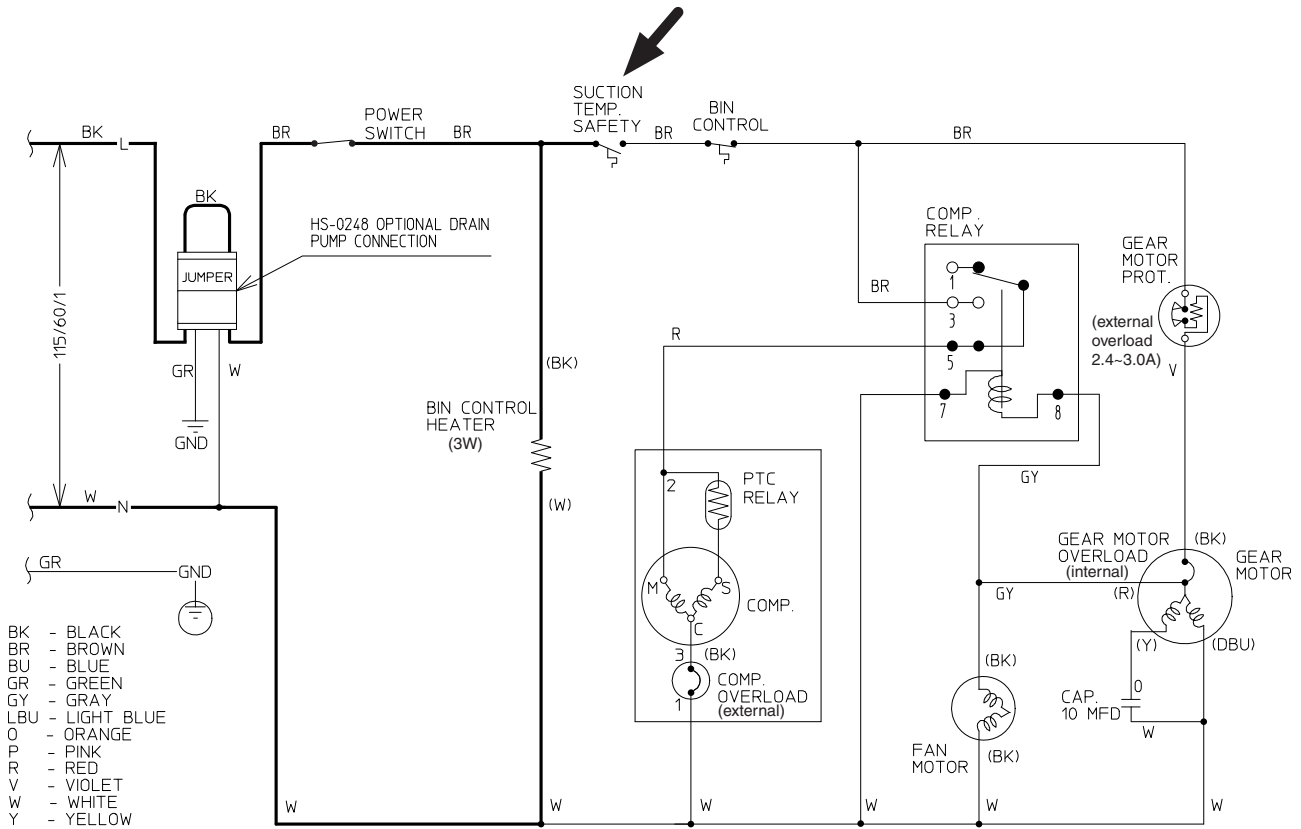 SUCTION
TEMP.
SAFETY
BIN
CONTROL
POWER
SWITCH
BK
L
BR
BR
BR
BR
BK
HS-0248 OPTIONAL DRAIN
PUMP CONNECTION
JUMPER
COMP.
RELAY
GEAR
MOTOR
PROT.
1
BR
3
115/60/1
(external
overload
2.4~3.0A)
R
5
V
GR
W
(BK)
7
8
BIN CONTROL
HEATER
(3W)
GND
GY
2
PTC
RELAY
W
N
(W)
GEAR MOTOR
OVERLOAD
(internal)
(BK)
GEAR
MOTOR
GR
GND
M
S
COMP.
C
GY
(R)
3
(BK)
(Y)
(DBU)
COMP.
OVERLOAD
(external)
1
(BK)
CAP.
10 MFD
O
W
FAN
MOTOR
(BK)
BK - BLACK
BR - BROWN
BU - BLUE
GR - GREEN
GY - GRAY
LBU - LIGHT BLUE
O - ORANGE
P - PINK
R - RED
V - VIOLET
W - WHITE
Y - YELLOW
W
W
W
W
W
W